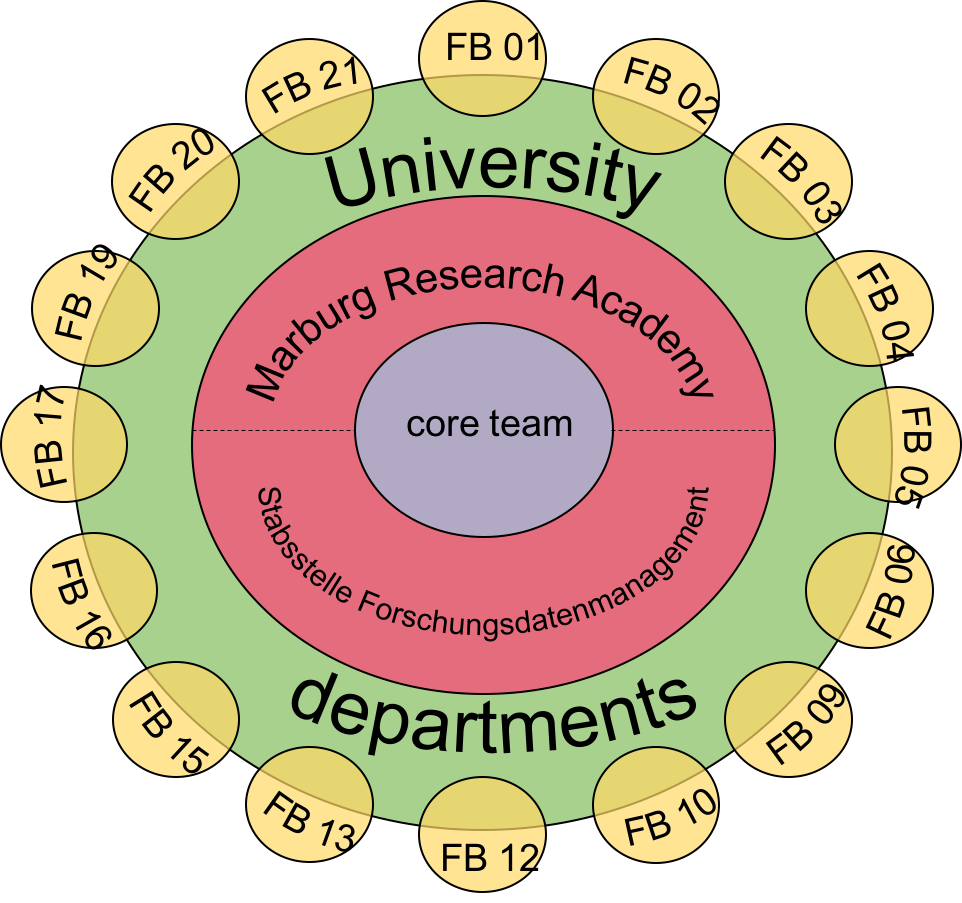 FB 01
FB 02
FB 03
FB 04
FB 05
FB 06
FB 09
FB 10
FB 12
FB 13
FB 15
FB 16
FB 17
FB 19
FB 20
FB 21
University
departments
Marburg Research Academy
core team
Stabsstelle Forschungsdatenmanagement